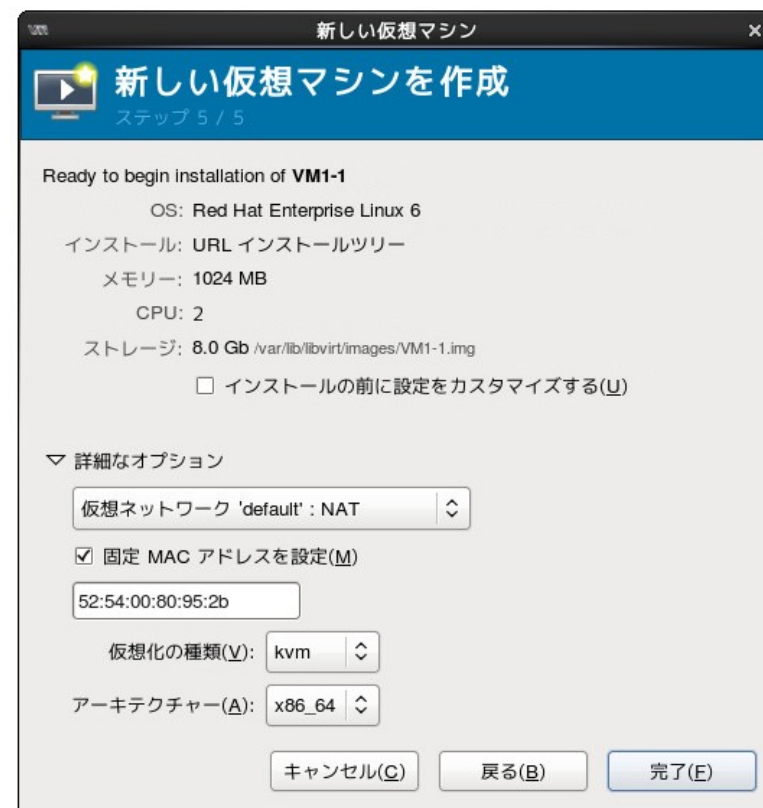 新しい仮想マシン
新しい仮想マシンを作成
ステップ 5 / 5
Ready to begin installation of VM1-1
OS: Red Hat Enterprise Linux 6
インストール: URL インストールツリー
メモリー: 1024 MB
CPU: 2
ストレージ: 8.0 Gb /var/lib/libvirt/images/VM1-1.img
インストールの前に設定をカスタマイズする(U)
詳細なオプション
仮想ネットワーク 'default' : NAT
固定 MAC アドレスを設定(M)
52:54:00:80:95:2b
仮想化の種類(V): kvm
アーキテクチャー(A): x86_64
キャンセル(C) 戻る(B) 完了(F)